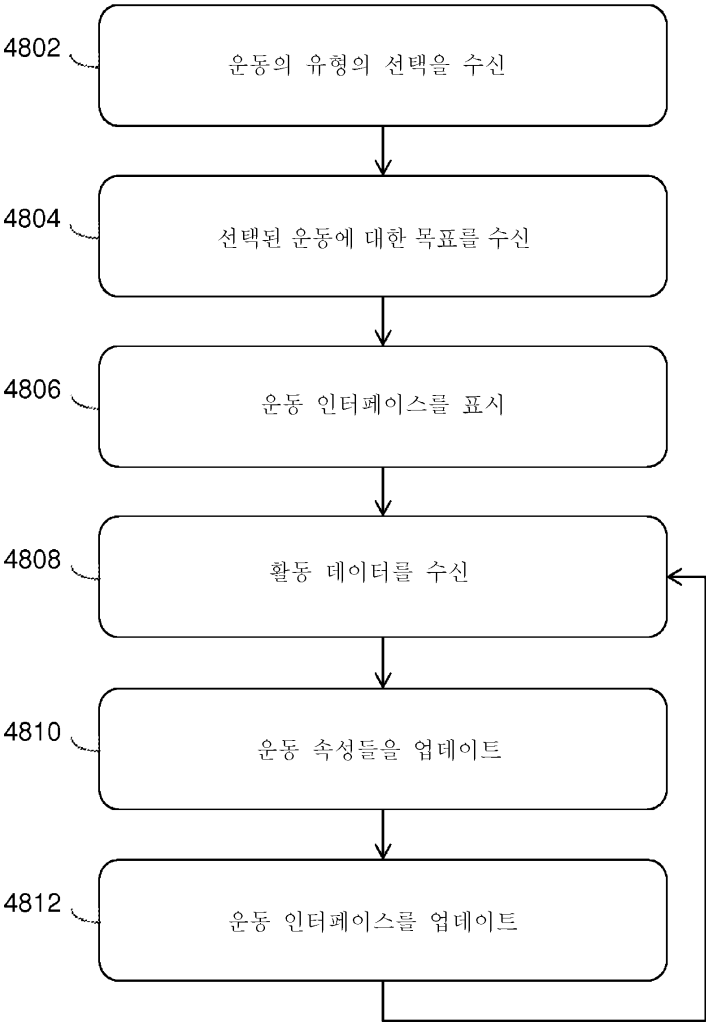 4802
운동의 유형의 선택을 수신
4804
선택된 운동에 대한 목표를 수신
4806
운동 인터페이스를 표시
4808
활동 데이터를 수신
4810
운동 속성들을 업데이트
4812
운동 인터페이스를 업데이트